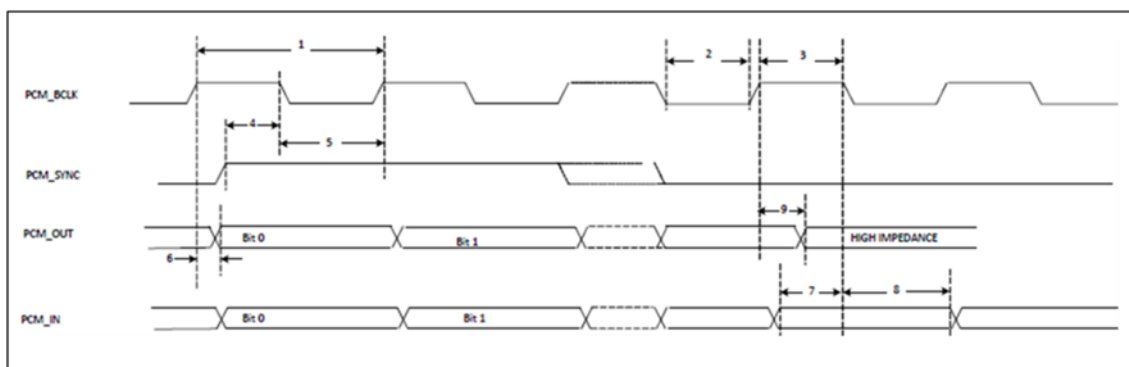 1
2
3
PCM_BCLK
4
5
PCM_SYNC
9
PCM_OUT
Bit 0
Bit 1
HIGH IMPEDANCE
6
7
8
PCM_IN
Bit 0
Bit 1